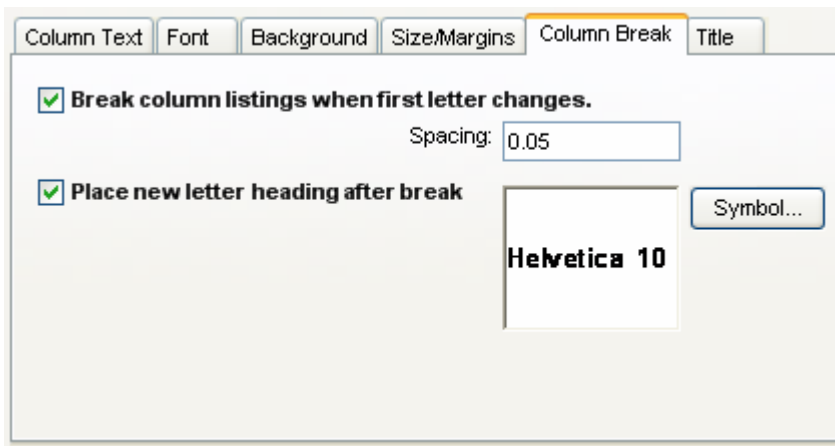 Column Text Font Background Size/Margins Column Break Title
Break column listings when first letter changes.
Spacing: 0.05
Place new letter heading after break
Symbol...
Helvetica 10